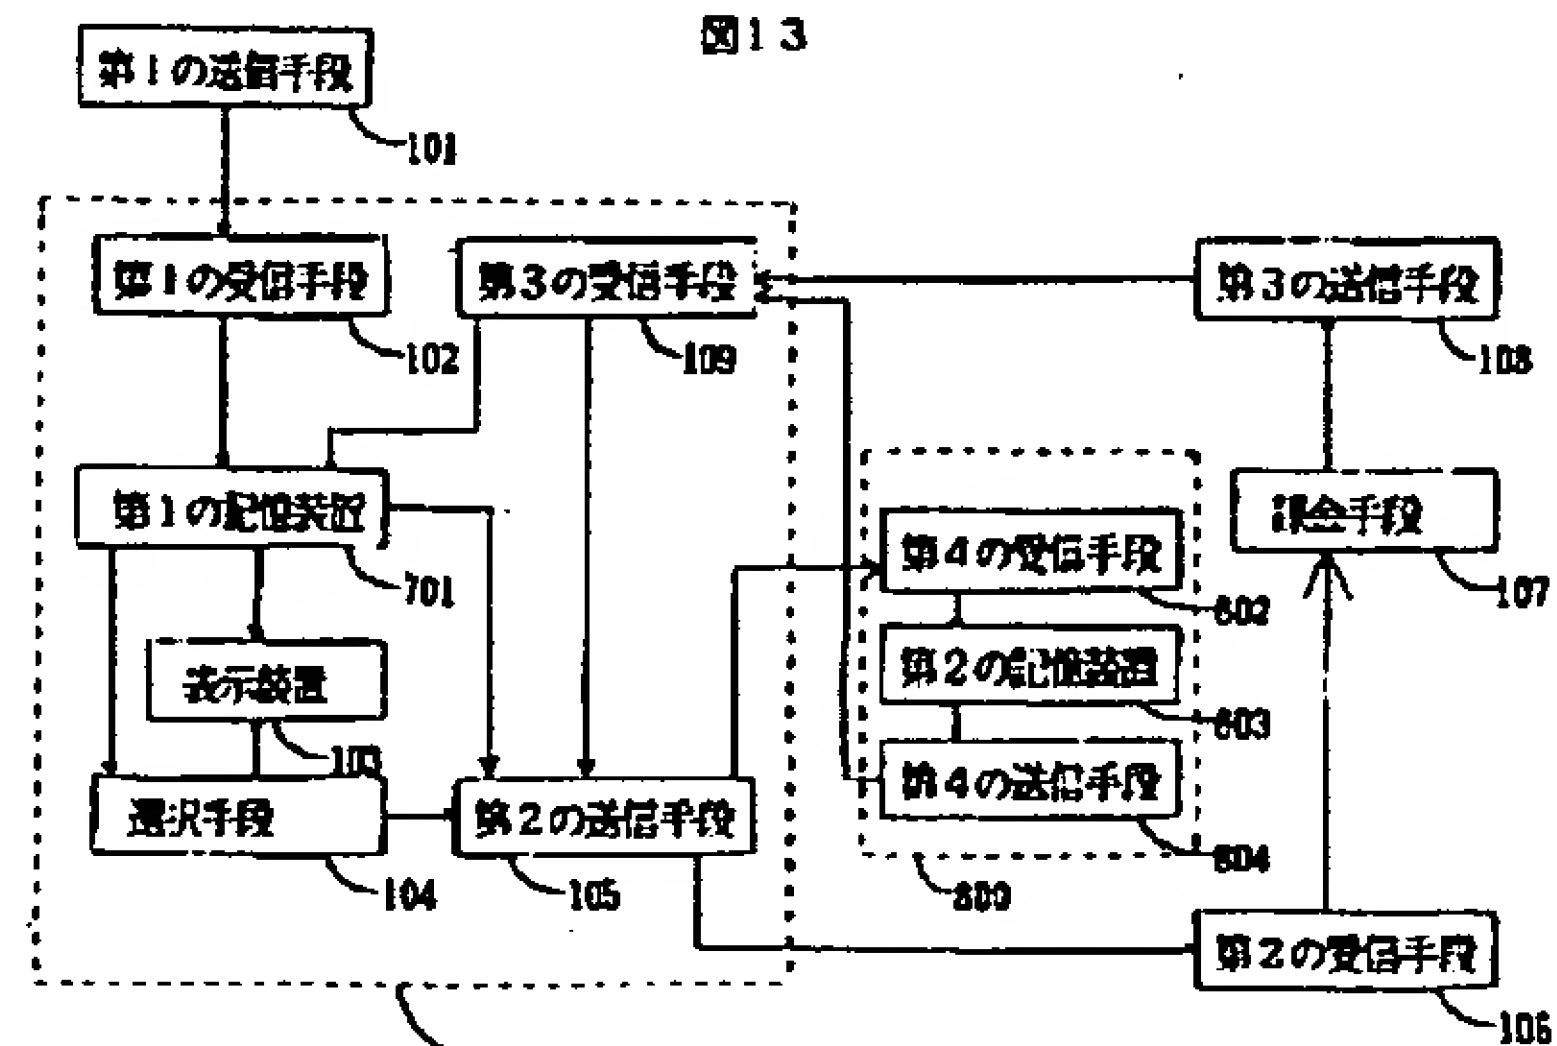 図13
第1の送信手段
101
第1の受信手段
102
第3の受信手段
109
第3の送信手段
108
第1の記憶装置
701
課金手段
107
第4の受信手段
802
第2の記憶装置
803
第4の送信手段
804
800
表示装置
103
選択手段
104
第2の送信手段
105
第2の受信手段
106